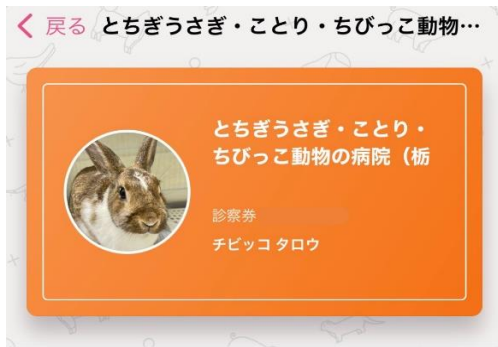 戻る とちぎうさぎ・ことり・ちびっこ動物…
とちぎうさぎ・ことり・
ちびっこ動物の病院（栃
診察券
チビッコ タロウ